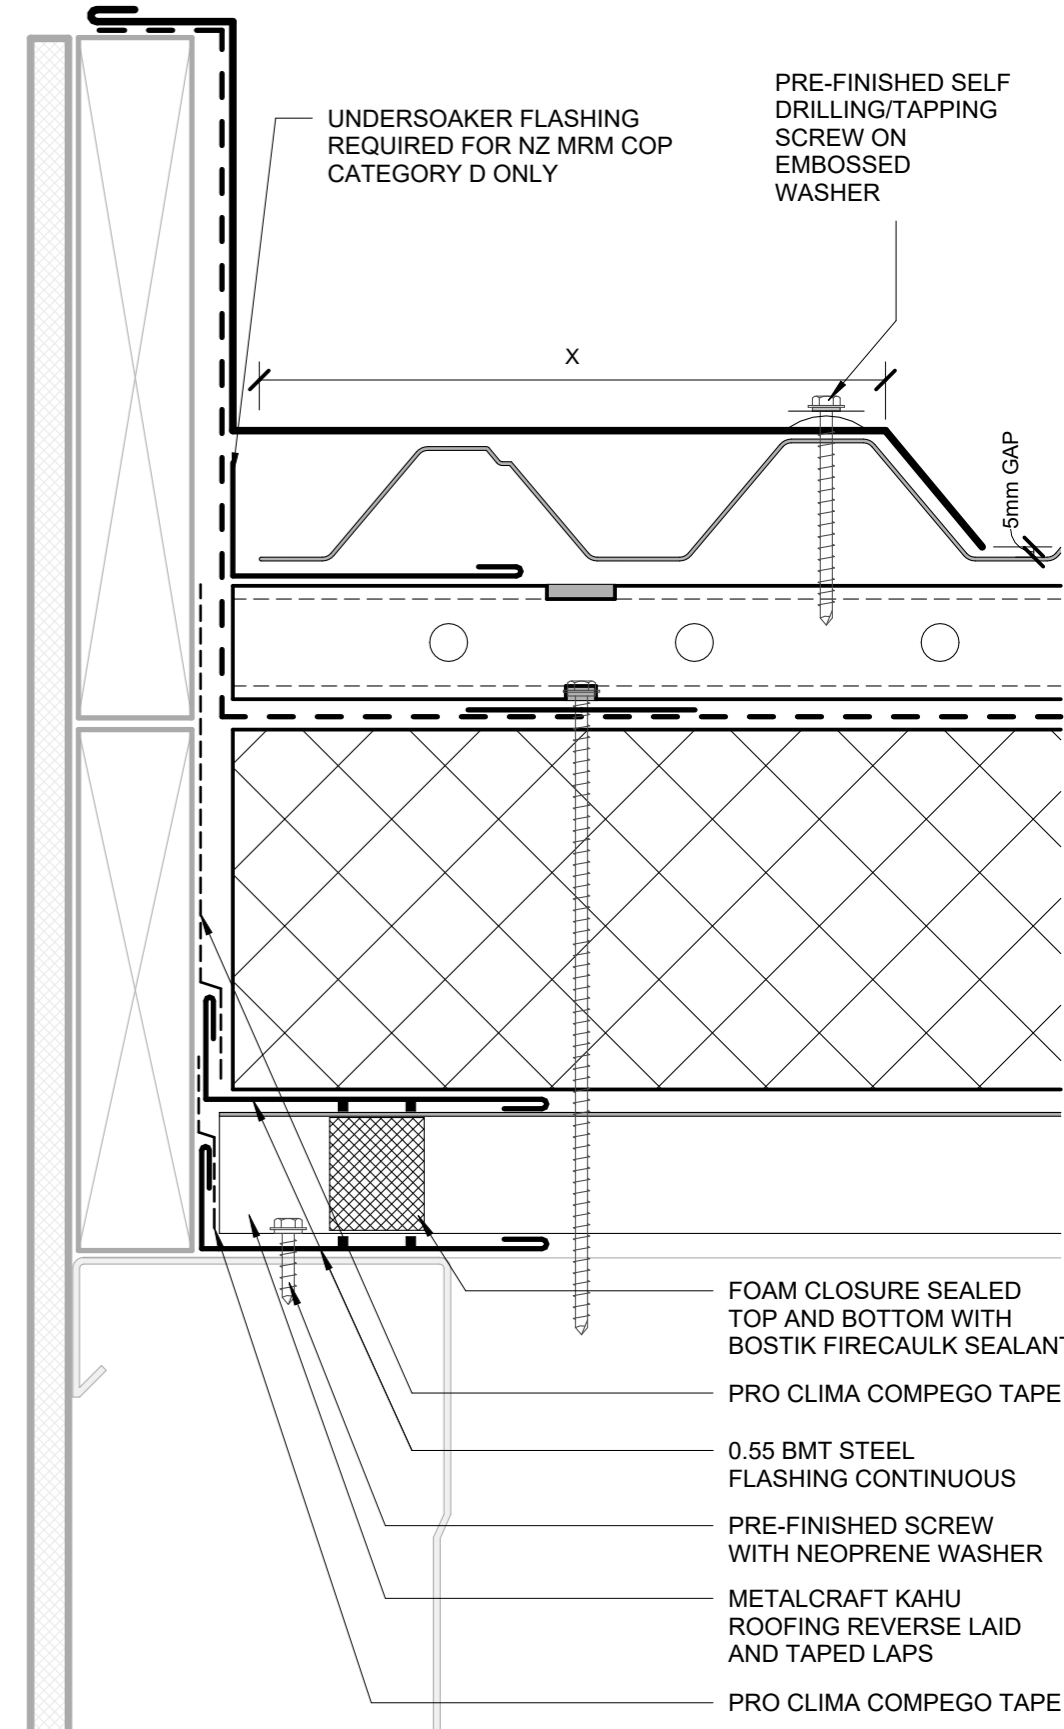 UNDERSOAKER FLASHING
REQUIRED FOR NZ MRM COP
CATEGORY D ONLY
PRE-FINISHED SELF
DRILLING/TAPPING
SCREW ON
EMBOSSED
WASHER
X
5mm GAP
FOAM CLOSURE SEALED
TOP AND BOTTOM WITH
BOSTIK FIRECAULK SEALANT
PRO CLIMA COMPEGO TAPE
0.55 BMT STEEL
FLASHING CONTINUOUS
PRE-FINISHED SCREW
WITH NEOPRENE WASHER
METALCRAFT KAHU
ROOFING REVERSE LAID
AND TAPED LAPS
PRO CLIMA COMPEGO TAPE